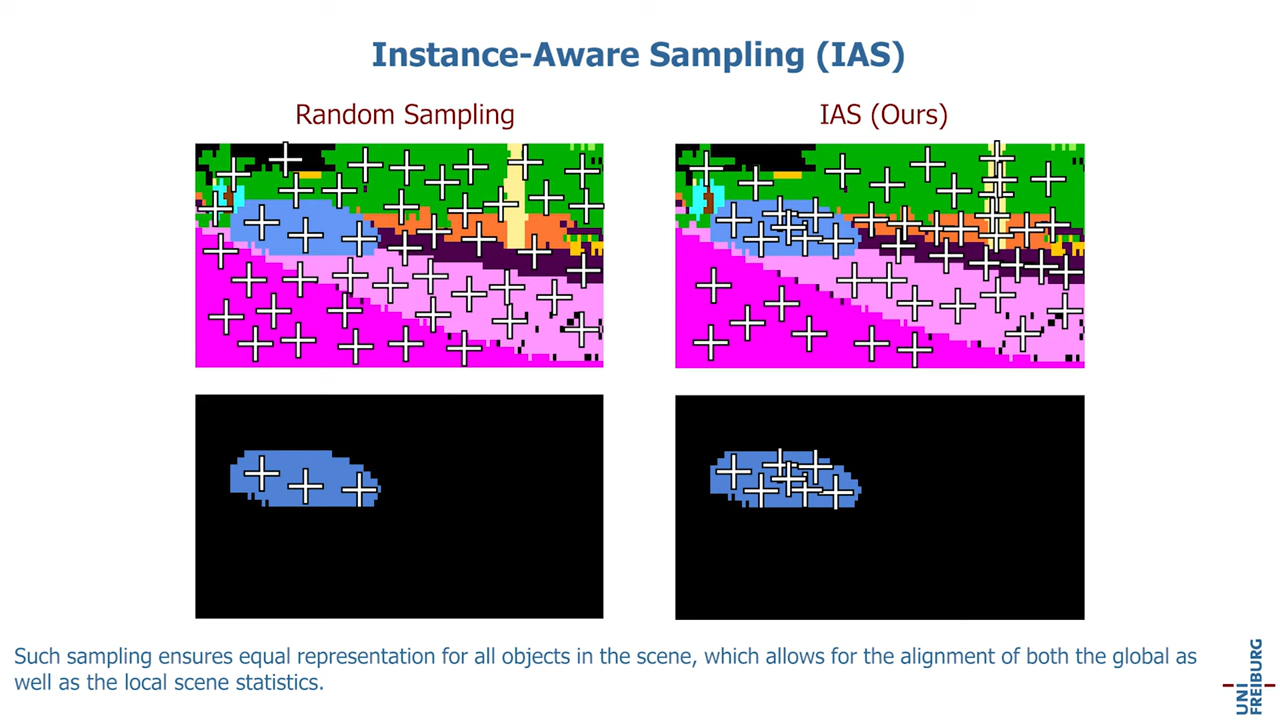 Instance-Aware Sampling (IAS)
Random Sampling
IAS (Ours)
Such sampling ensures equal representation for all objects in the scene, which allows for the alignment of both the global as
well as the local scene statistics.
UNI
FREIBURG